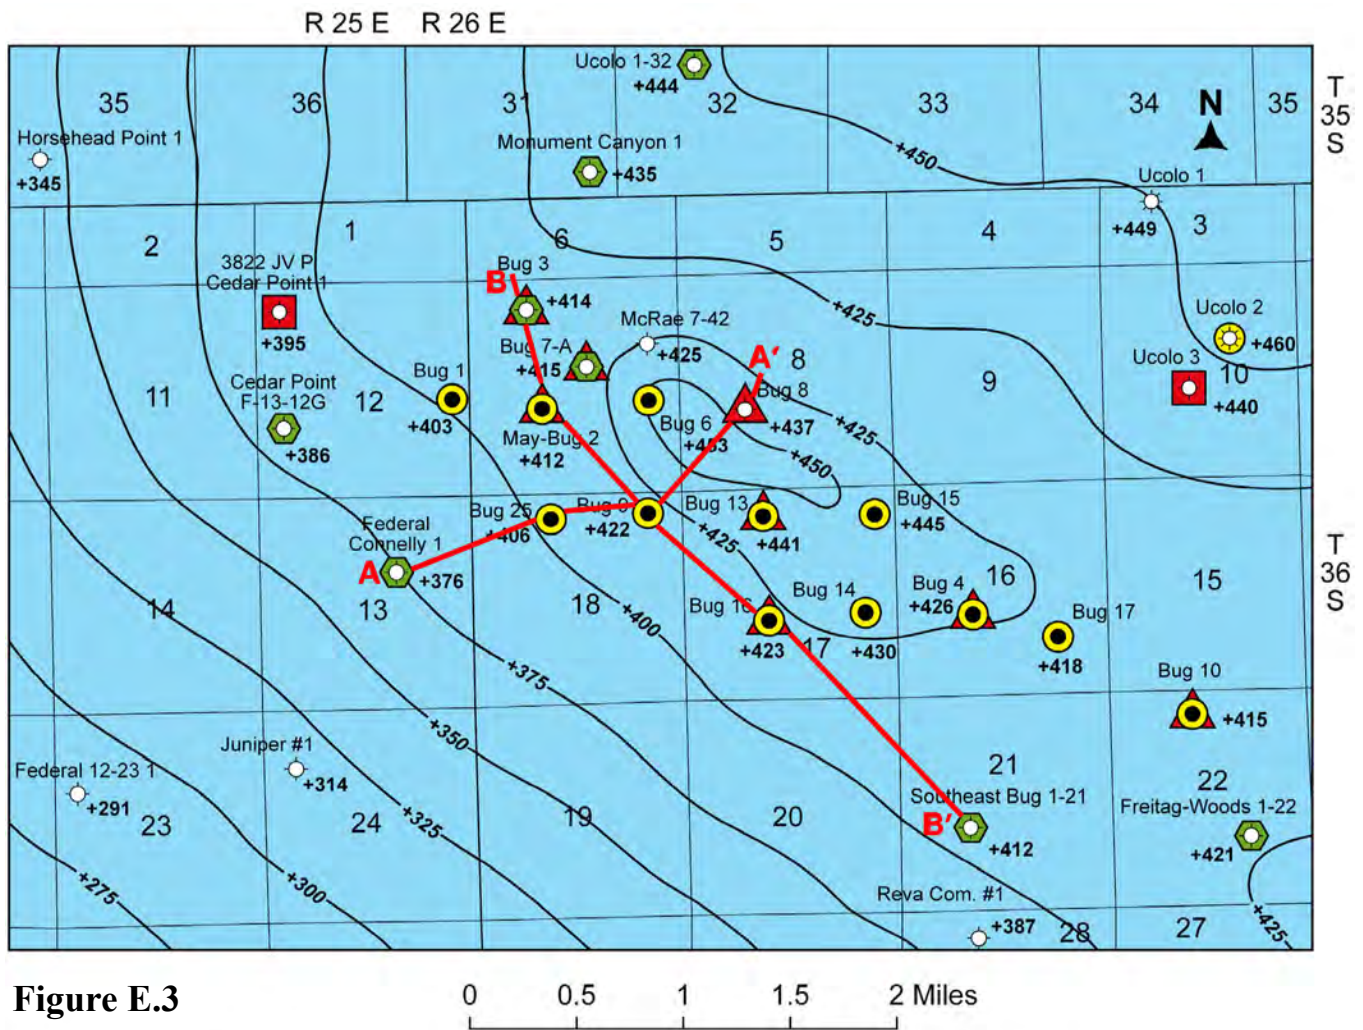 R 25 E R 26 E
Ucolo 1-32
+444
35
36
31
32
33
34
35
N
T
35
S
Horsehead Point 1
+345
Monument Canyon 1
+435
+450
Ucolo 1
+449
2
1
6
5
4
3
3822 JV P
Cedar Point 1
+395
B
Bug 3
+414
+425
McRae 7-42
+425
Ucolo 2
+460
Bug 7-A
+415
A'
8
9
Ucolo 3
+440
10
11
Cedar Point
F-13-12G
+386
12
Bug 1
+403
May-Bug 2
+412
Bug 6
+453
Bug 8
+437
+425
+450
Federal
Connelly 1
A
+376
Bug 25
+406
Bug 9
+422
+425
Bug 13
+441
Bug 15
+445
T
36
S
14
13
18
+400
Bug 16
+423
17
Bug 14
+430
Bug 4
+426
16
Bug 17
+418
15
+375
Bug 10
+415
+350
Juniper #1
+314
Federal 12-23 1
+291
23
24
+325
19
20
21
Southeast Bug 1-21
B'
+412
22
Freitag-Woods 1-22
+421
+275
+300
Reva Com. #1
+387
28
27
+425
Figure E.3
0 0.5 1 1.5 2 Miles